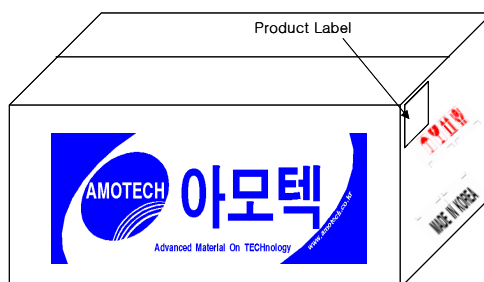 Product Label
AMOTECH
아모텍
Advanced Material On TECHnology
www.amotech.co.kr
MADE IN KOREA